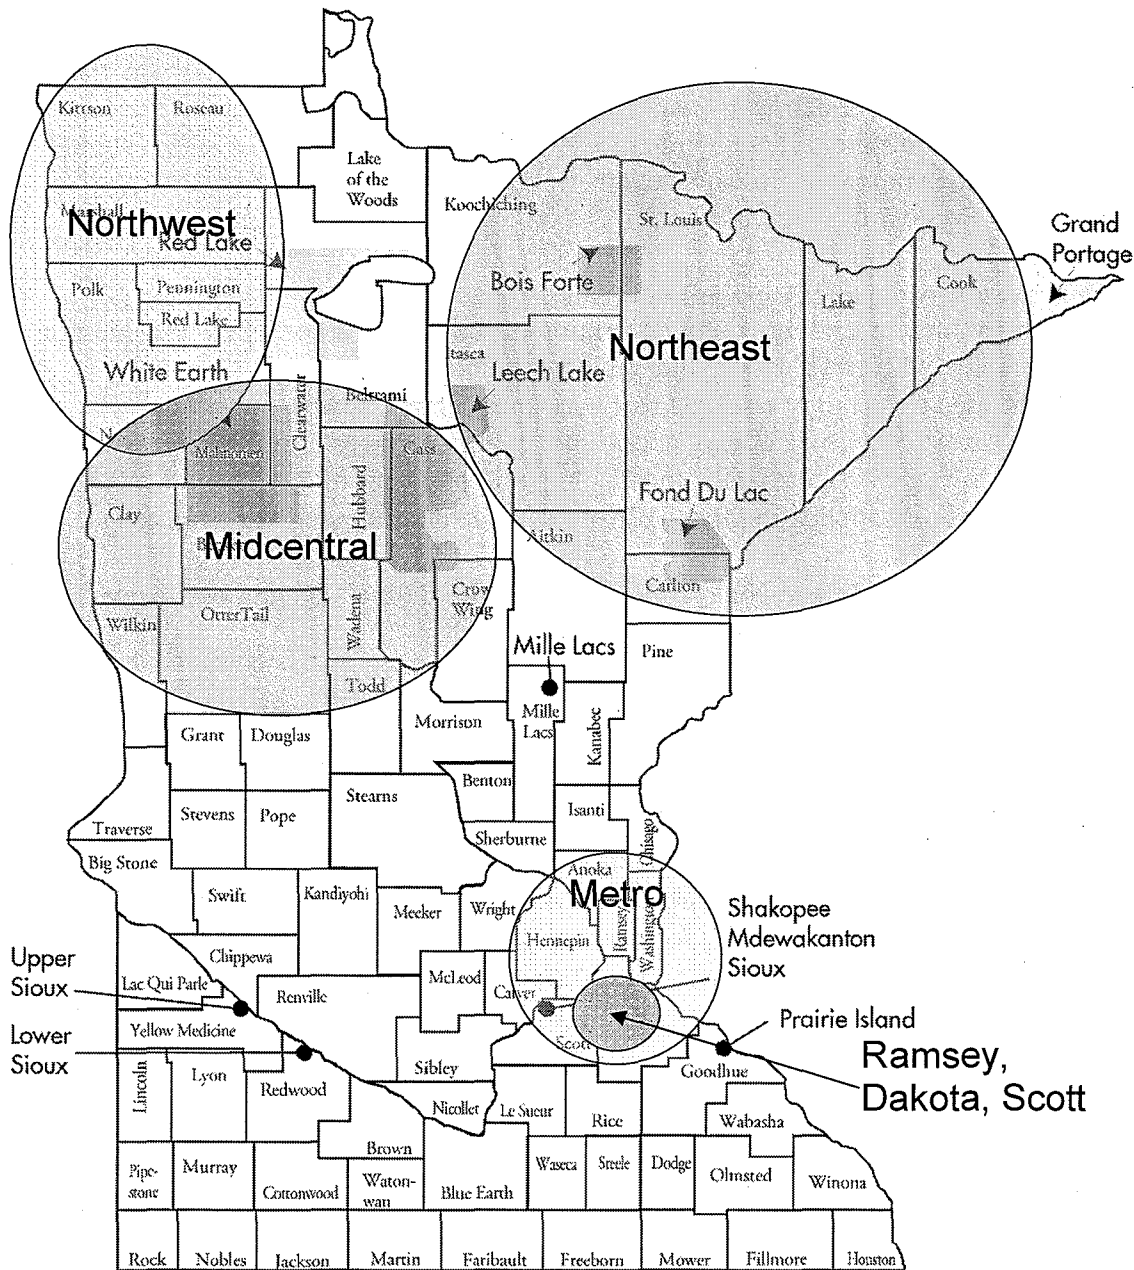 Kittson
Roseau
Lake
of the
Woods
Koochiching
St. Louis
Grand
Portage
Marshall
Northwest
Red Lake
Bois Forte
Polk
Pennington
Red Lake
Lake
Cook
White Earth
Itasca
Northeast
Leech Lake
Beltrami
Clearwater
Mahnomen
Cass
Hubbard
Fond Du Lac
Clay
Midcentral
Aitkin
Carlton
Wilkin
OtterTail
Wadena
Crow
Wing
Mille Lacs
Pine
Todd
Morrison
Mille
Lacs
Kanabec
Grant
Douglas
Benton
Stearns
Isanti
Stevens
Pope
Traverse
Sherburne
Chisago
Big Stone
Anoka
Metro
Swift
Kandiyohi
Meeker
Wright
Ramsey
Washington
Hennepin
Shakopee
Mdewakanton
Sioux
Chippewa
Upper
Sioux
Lac Qui Parle
McLeod
Carver
Renville
Prairie Island
Yellow Medicine
Lower
Sioux
Scott
Ramsey,
Dakota, Scott
Lincoln
Lyon
Redwood
Sibley
Goodhue
Nicollet
Le Sueur
Rice
Wabasha
Brown
Pipe-
stone
Murray
Cottonwood
Waton-
wan
Blue Earth
Waseca
Steele
Dodge
Olmsted
Winona
Rock
Nobles
Jackson
Martin
Faribault
Freeborn
Mower
Fillmore
Houston